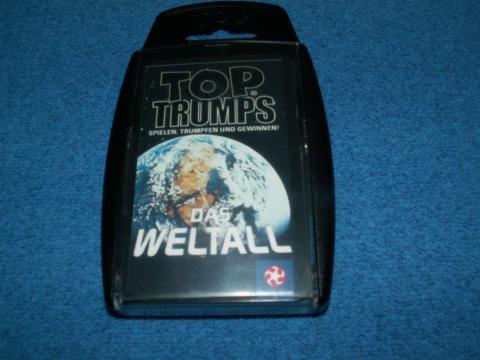 TOP
TRUMPS
SPIELEN, TRUMPFEN UND GEWINNEN!
DAS
WELTALL